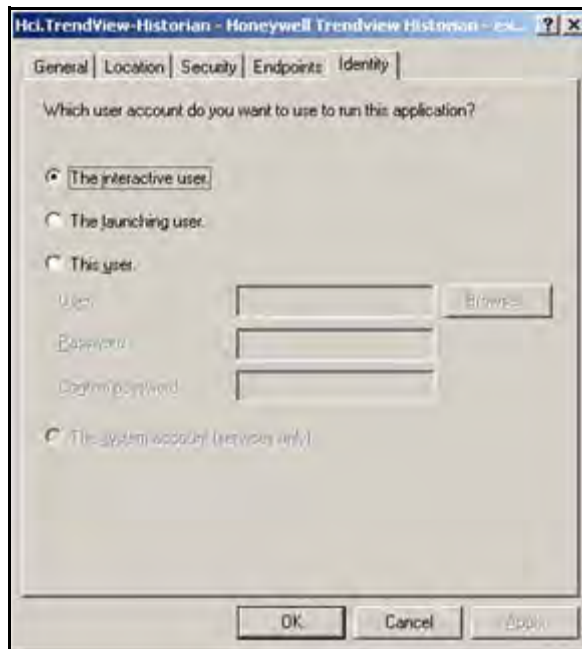 Hci.TrendView-Historian - Honeywell Trendview Historian - ex...
General Location Security Endpoints Identity
Which user account do you want to use to run this application?
The interactive user.
The launching user.
This user.
User:
Browse...
Password:
Confirm password:
The system account (services only).
OK Cancel Apply